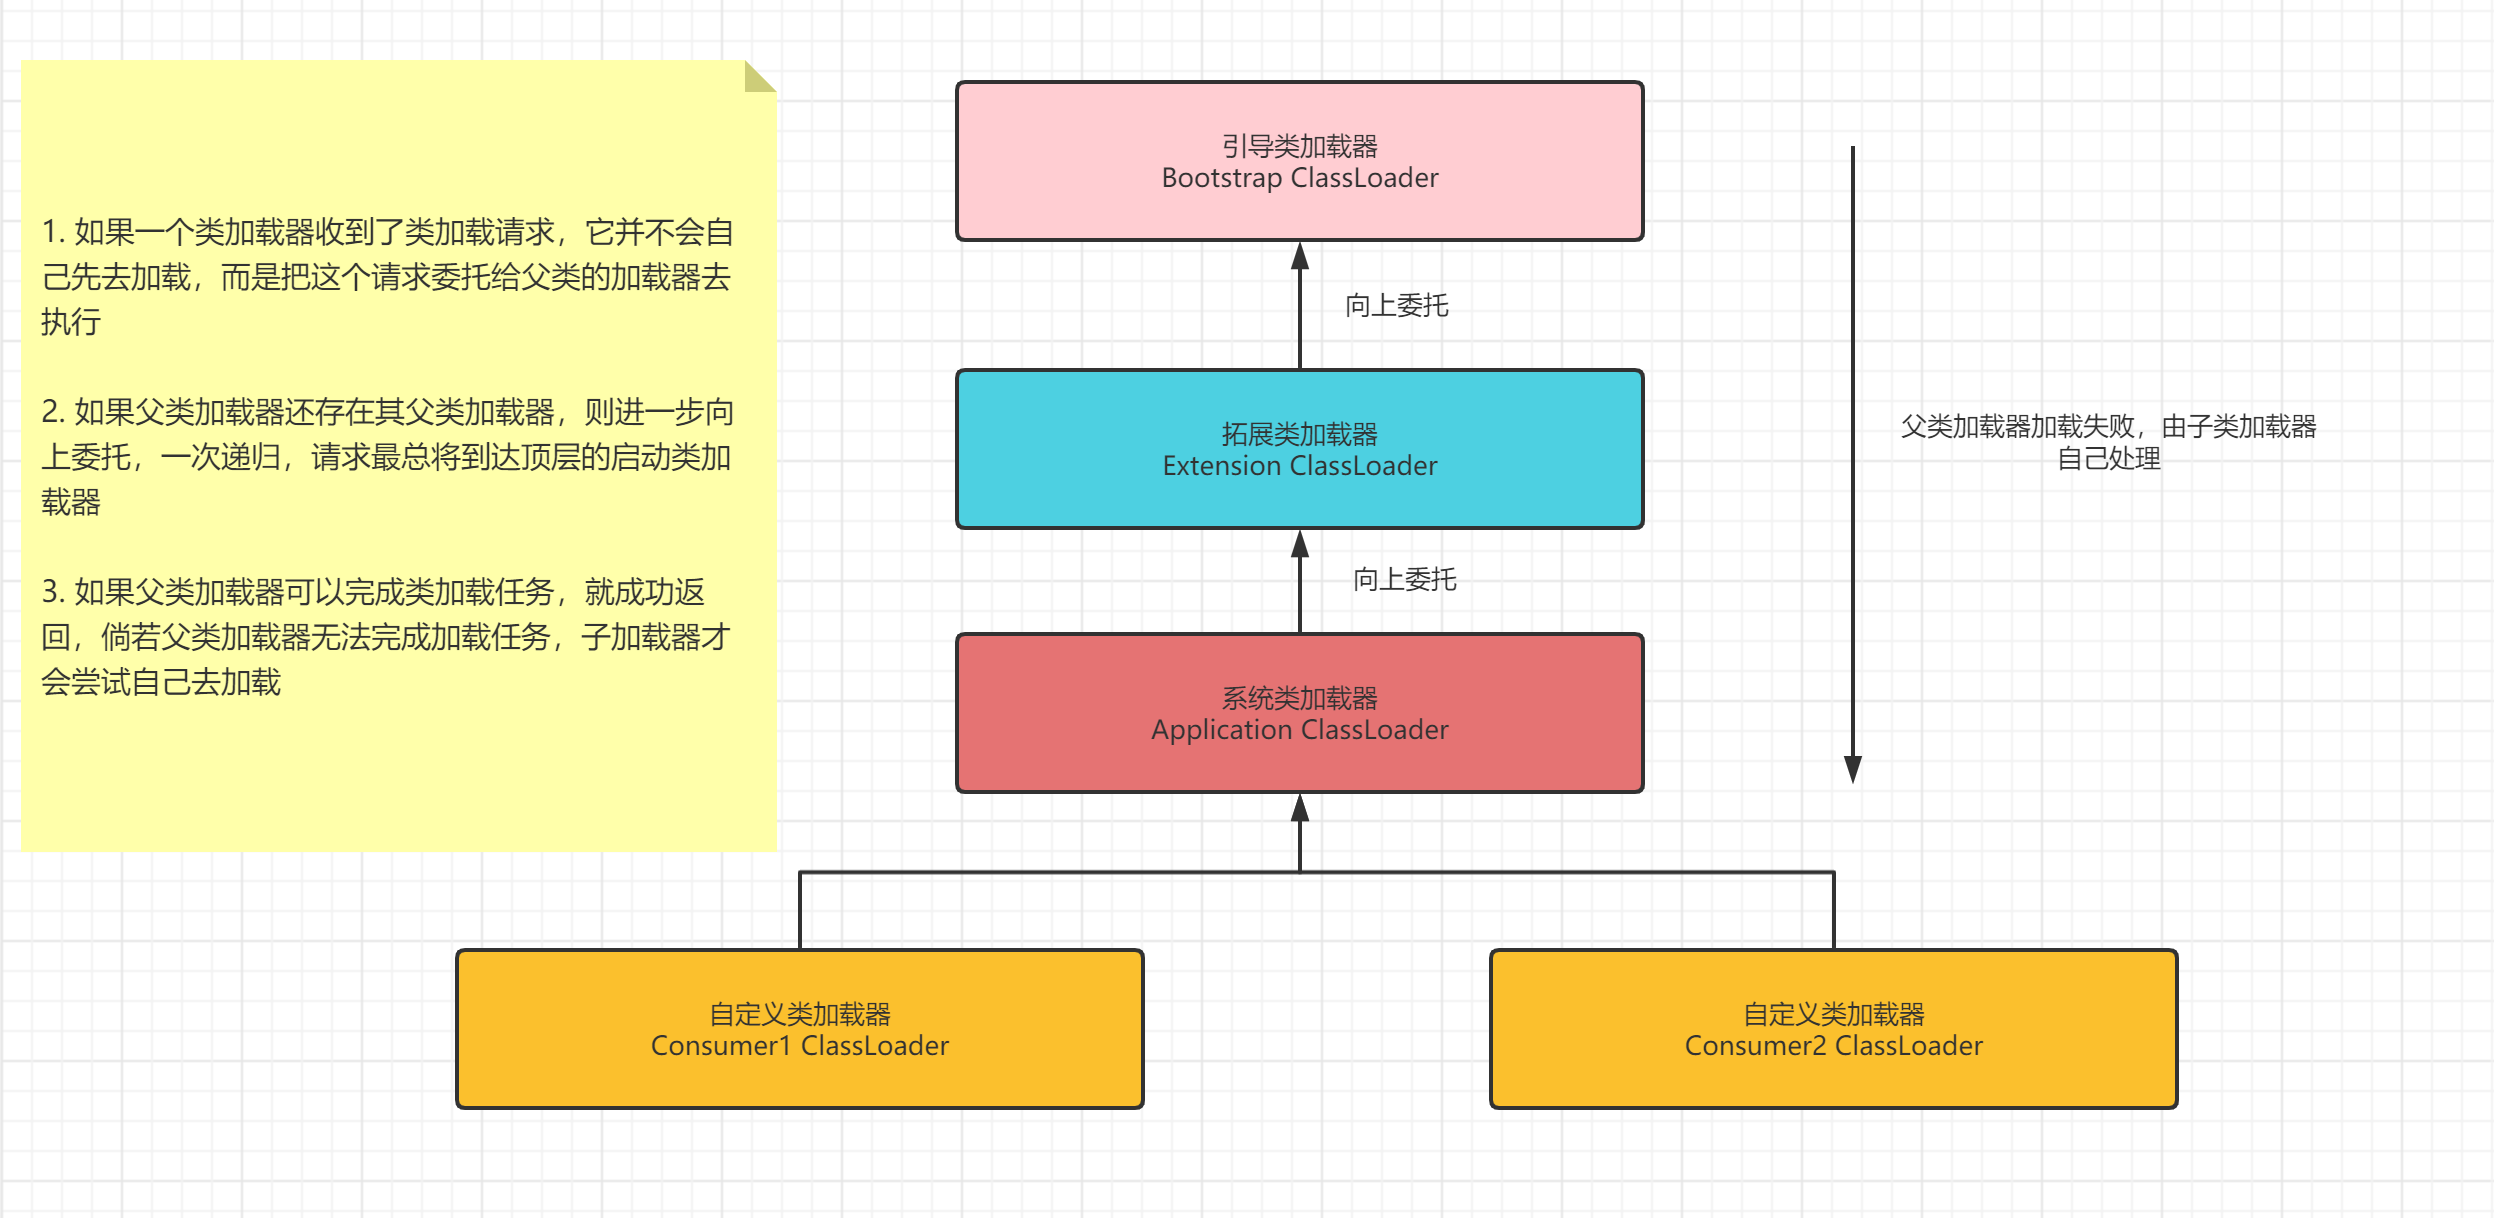 1. 如果一个类加载器收到了类加载请求，它并不会自
己先去加载，而是把这个请求委托给父类的加载器去
执行
2. 如果父类加载器还存在其父类加载器，则进一步向
上委托，一次递归，请求最总将到达顶层的启动类加
载器
3. 如果父类加载器可以完成类加载任务，就成功返
回，倘若父类加载器无法完成加载任务，子加载器才
会尝试自己去加载
引导类加载器
Bootstrap ClassLoader
向上委托
拓展类加载器
Extension ClassLoader
向上委托
系统类加载器
Application ClassLoader
父类加载器加载失败，由子类加载器
自己处理
自定义类加载器
Consumer1 ClassLoader
自定义类加载器
Consumer2 ClassLoader